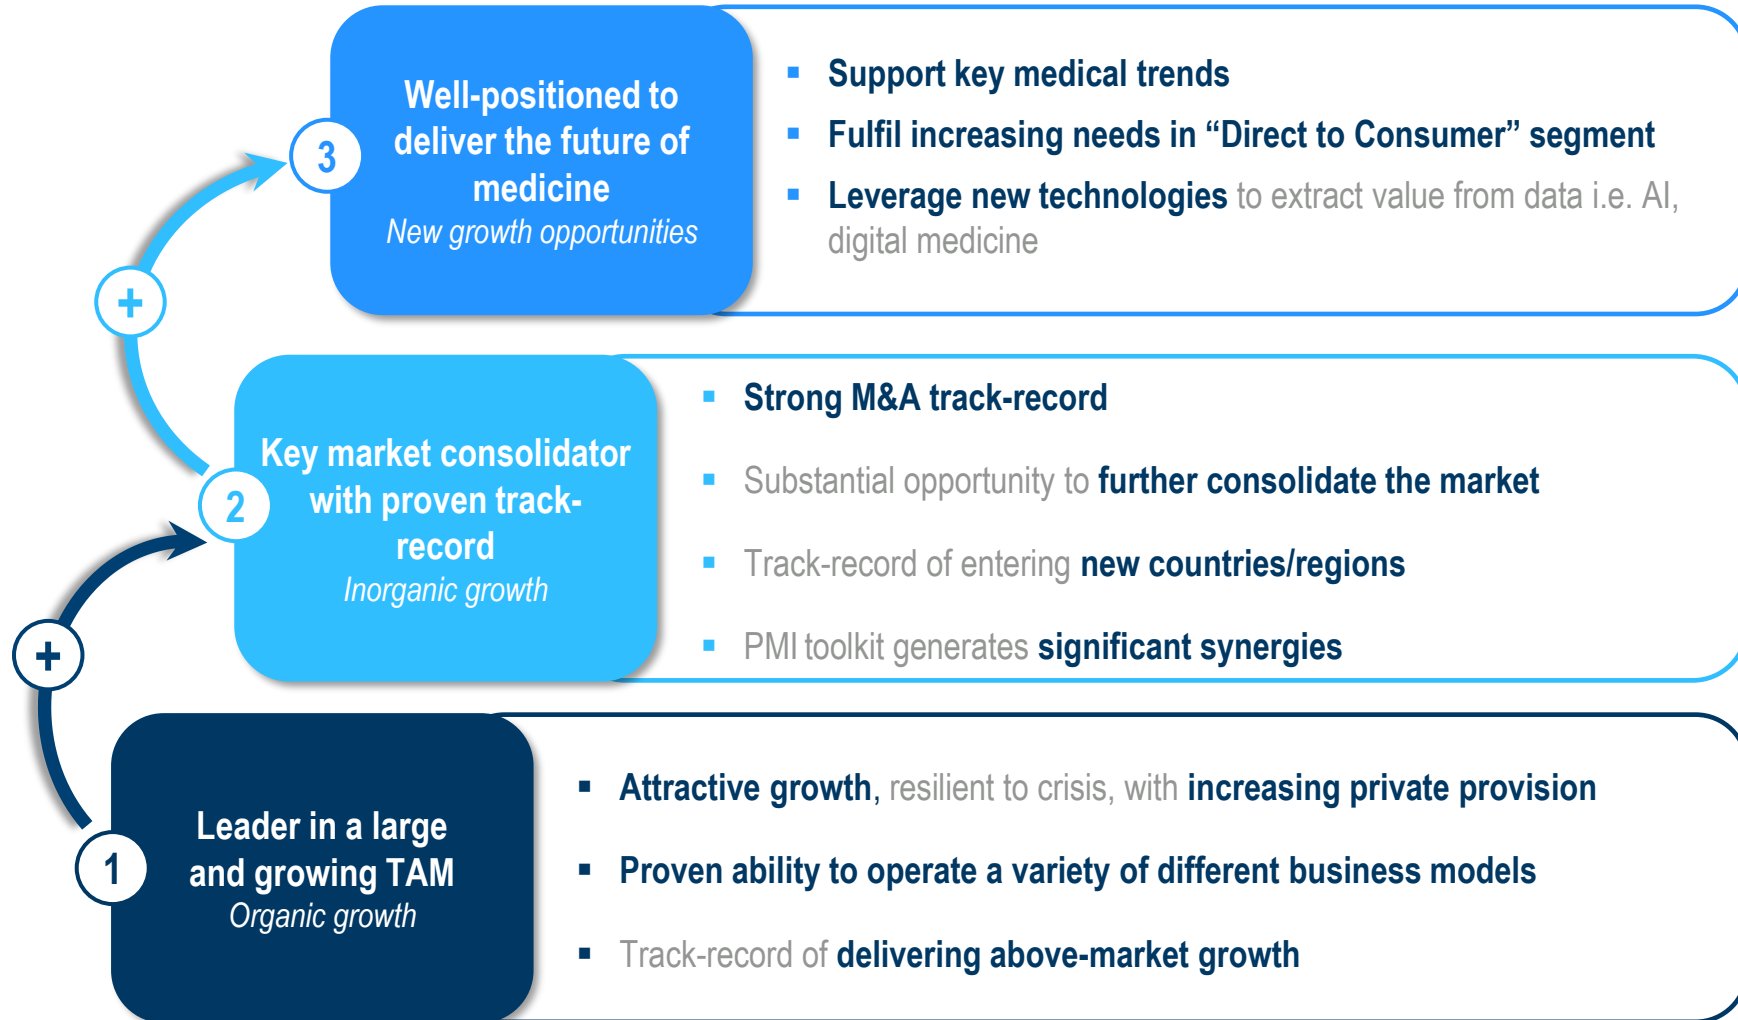 3
Well-positioned to
deliver the future of
medicine
New growth opportunities
▪ Support key medical trends
▪ Fulfil increasing needs in “Direct to Consumer” segment
▪ Leverage new technologies to extract value from data i.e. AI,
digital medicine
+
2
Key market consolidator
with proven track-
record
Inorganic growth
▪ Strong M&A track-record
▪ Substantial opportunity to further consolidate the market
▪ Track-record of entering new countries/regions
▪ PMI toolkit generates significant synergies
+
1
Leader in a large
and growing TAM
Organic growth
▪ Attractive growth, resilient to crisis, with increasing private provision
▪ Proven ability to operate a variety of different business models
▪ Track-record of delivering above-market growth